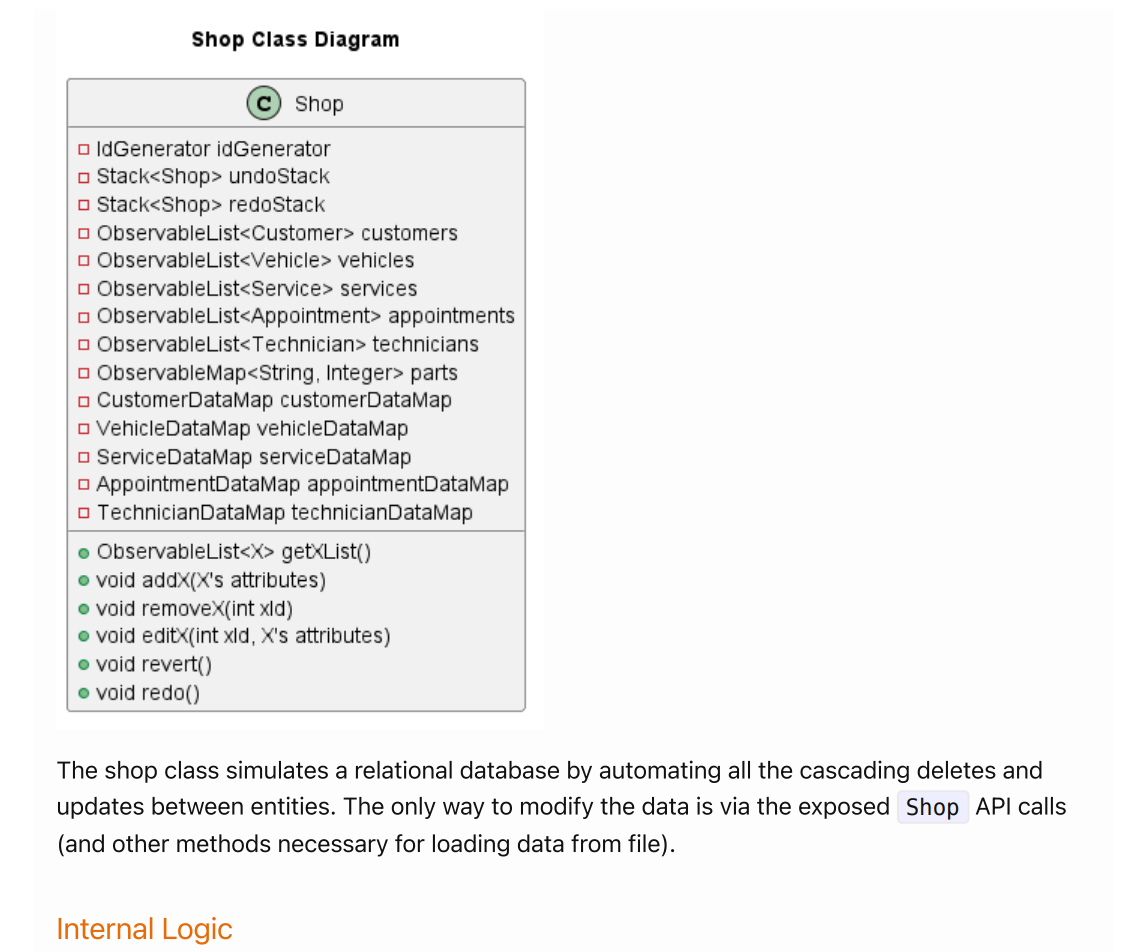 Shop Class Diagram
C Shop
IdGenerator idGenerator
Stack<Shop> undoStack
Stack<Shop> redoStack
ObservableList<Customer> customers
ObservableList<Vehicle> vehicles
ObservableList<Service> services
ObservableList<Appointment> appointments
ObservableList<Technician> technicians
ObservableMap<String, Integer> parts
CustomerDataMap customerDataMap
VehicleDataMap vehicleDataMap
ServiceDataMap serviceDataMap
AppointmentDataMap appointmentDataMap
TechnicianDataMap technicianDataMap
ObservableList<X> getXList()
void addX(X's attributes)
void removeX(int xId)
void editX(int xId, X's attributes)
void revert()
void redo()
The shop class simulates a relational database by automating all the cascading deletes and
updates between entities. The only way to modify the data is via the exposed Shop API calls
(and other methods necessary for loading data from file).
Internal Logic